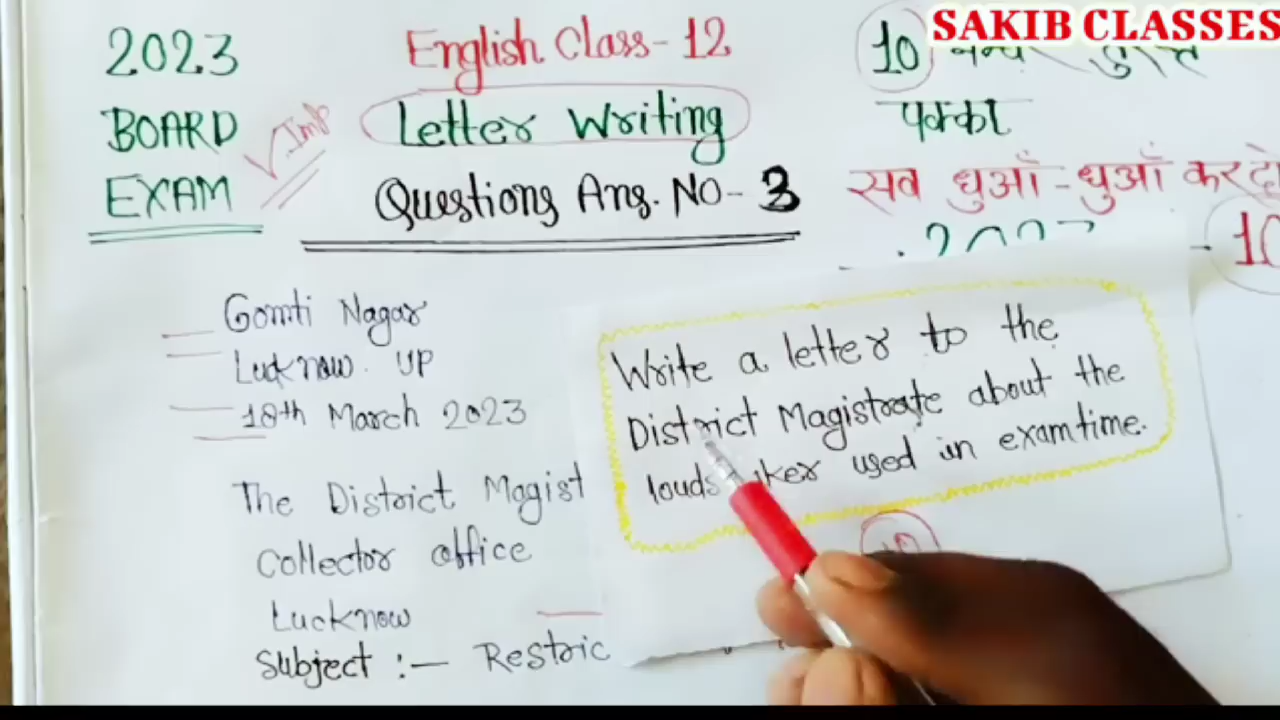 SAKIB CLASSES
2023
BOARD
EXAM
Imp
English Class-12
Letter Writing
Questions Ans. No- 3
10
पक्का
सब धुआँ-धुआँ कर दो
- 10
Gomti Nagar
Lucknow UP
18th March 2023
The District Magist
Collector office
Lucknow
Subject :— Restric
Write a letter to the
District Magistrate about the
used in examtime.